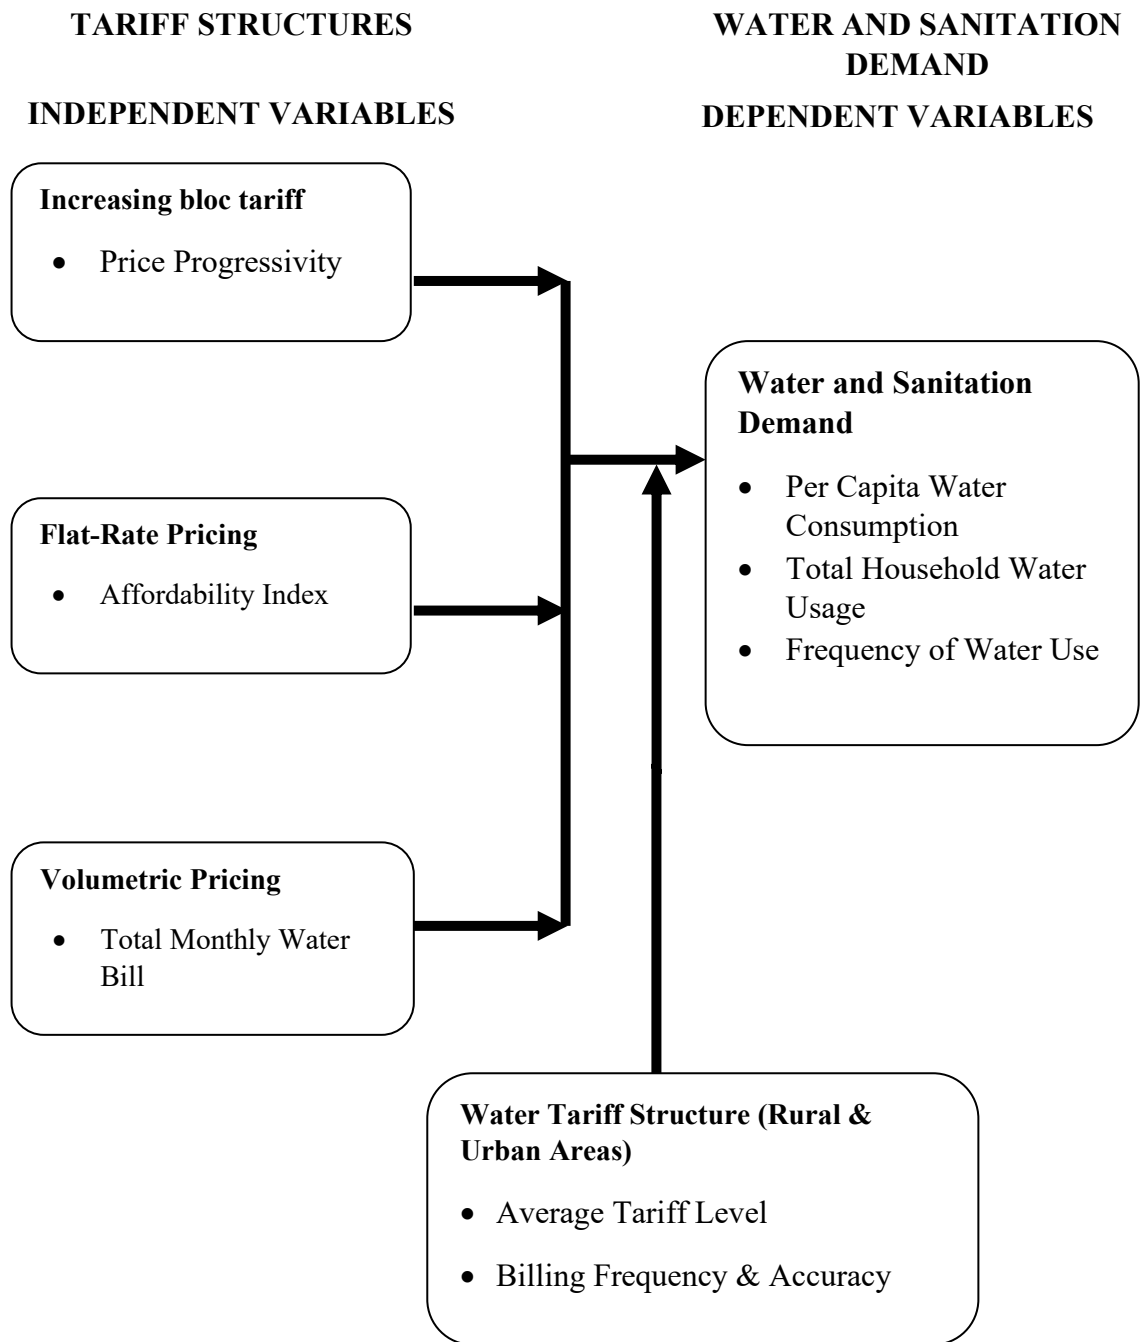 TARIFF STRUCTURES
WATER AND SANITATION
DEMAND
INDEPENDENT VARIABLES
DEPENDENT VARIABLES
Increasing bloc tariff
• Price Progressivity
Flat-Rate Pricing
• Affordability Index
Volumetric Pricing
• Total Monthly Water
Bill
Water and Sanitation
Demand
• Per Capita Water
Consumption
• Total Household Water
Usage
• Frequency of Water Use
Water Tariff Structure (Rural &
Urban Areas)
• Average Tariff Level
• Billing Frequency & Accuracy